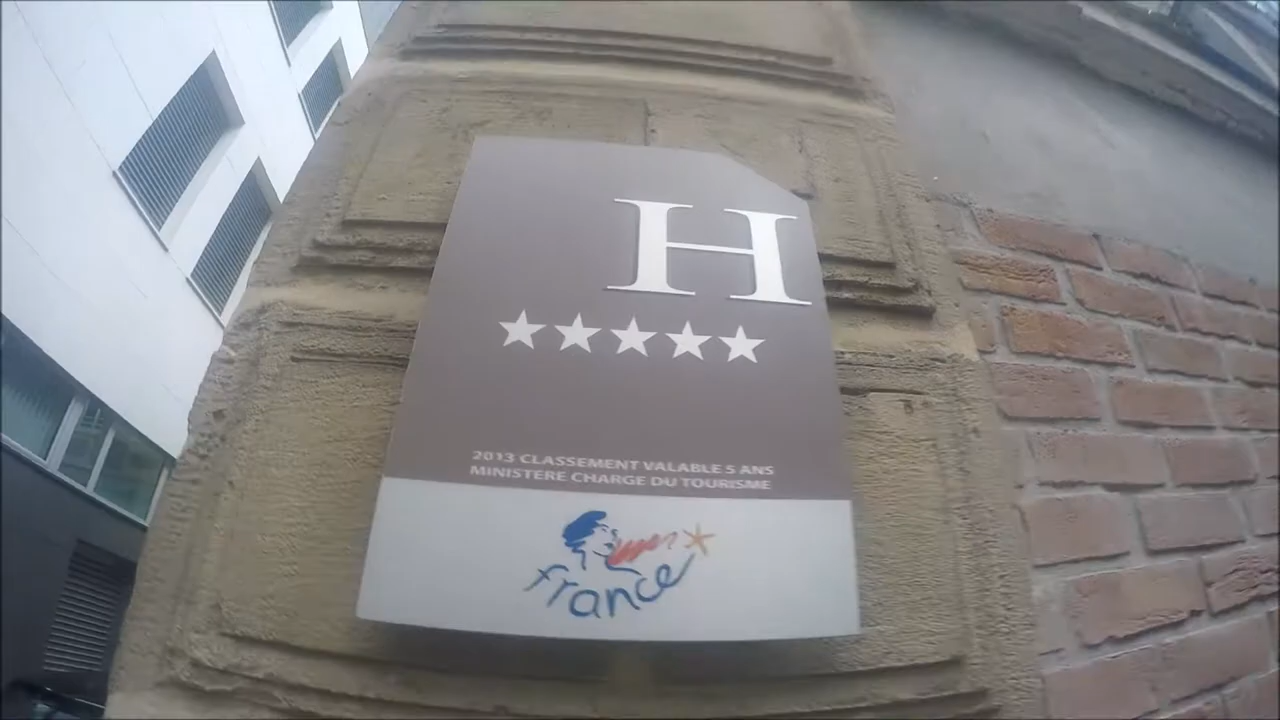 H
2013 CLASSEMENT VALABLE 5 ANS
MINISTERE CHARGE DU TOURISME
france